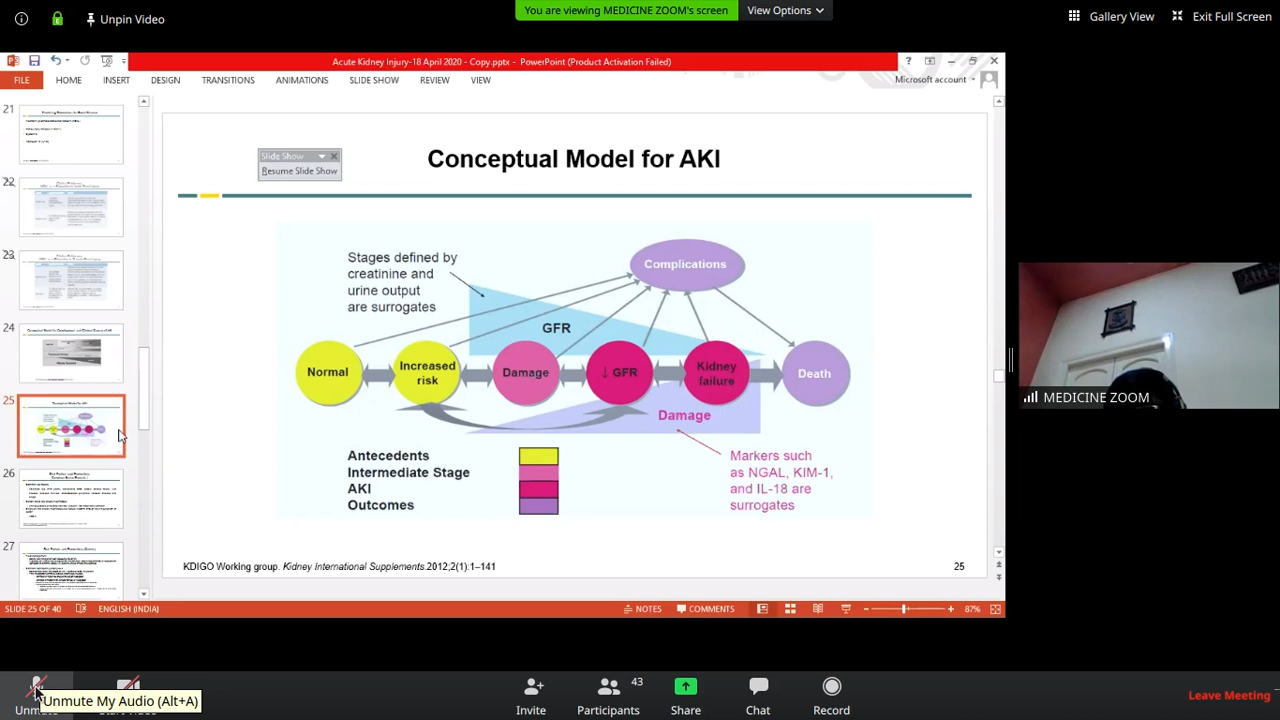 Unpin Video
You are viewing MEDICINE ZOOM's screen
View Options
Gallery View
Exit Full Screen
Acute Kidney Injury-18 April 2020 - Copy.pptx - PowerPoint (Product Activation Failed)
FILE
HOME
INSERT
DESIGN
TRANSITIONS
ANIMATIONS
SLIDE SHOW
REVIEW
VIEW
Microsoft account
21
22
23
24
25
26
27
Slide Show
Resume Slide Show
Conceptual Model for AKI
Stages defined by
creatinine and
urine output
are surrogates
Complications
GFR
Normal
Increased
risk
Damage
↓ GFR
Kidney
failure
Death
Damage
Antecedents
Intermediate Stage
AKI
Outcomes
Markers such
as NGAL, KIM-1,
and IL-18 are
surrogates
KDIGO Working group. Kidney International Supplements.2012;2(1):1–141
25
MEDICINE ZOOM
SLIDE 25 OF 40
ENGLISH (INDIA)
NOTES
COMMENTS
87%
Unmute My Audio (Alt+A)
Invite
Participants
43
Share
Chat
Record
Leave Meeting